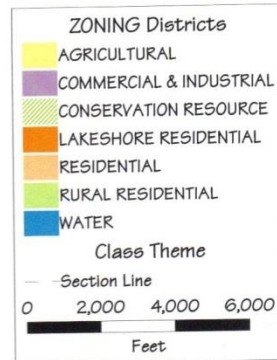 ZONING Districts
AGRICULTURAL
COMMERCIAL & INDUSTRIAL
CONSERVATION RESOURCE
LAKESHORE RESIDENTIAL
RESIDENTIAL
RURAL RESIDENTIAL
WATER
Class Theme
Section Line
0 2,000 4,000 6,000
Feet